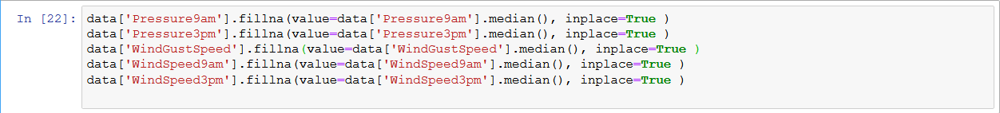 In [22]: data['Pressure9am'].fillna(value=data['Pressure9am'].median(), inplace=True )
data['Pressure3pm'].fillna(value=data['Pressure3pm'].median(), inplace=True )
data['WindGustSpeed'].fillna(value=data['WindGustSpeed'].median(), inplace=True )
data['WindSpeed9am'].fillna(value=data['WindSpeed9am'].median(), inplace=True )
data['WindSpeed3pm'].fillna(value=data['WindSpeed3pm'].median(), inplace=True )